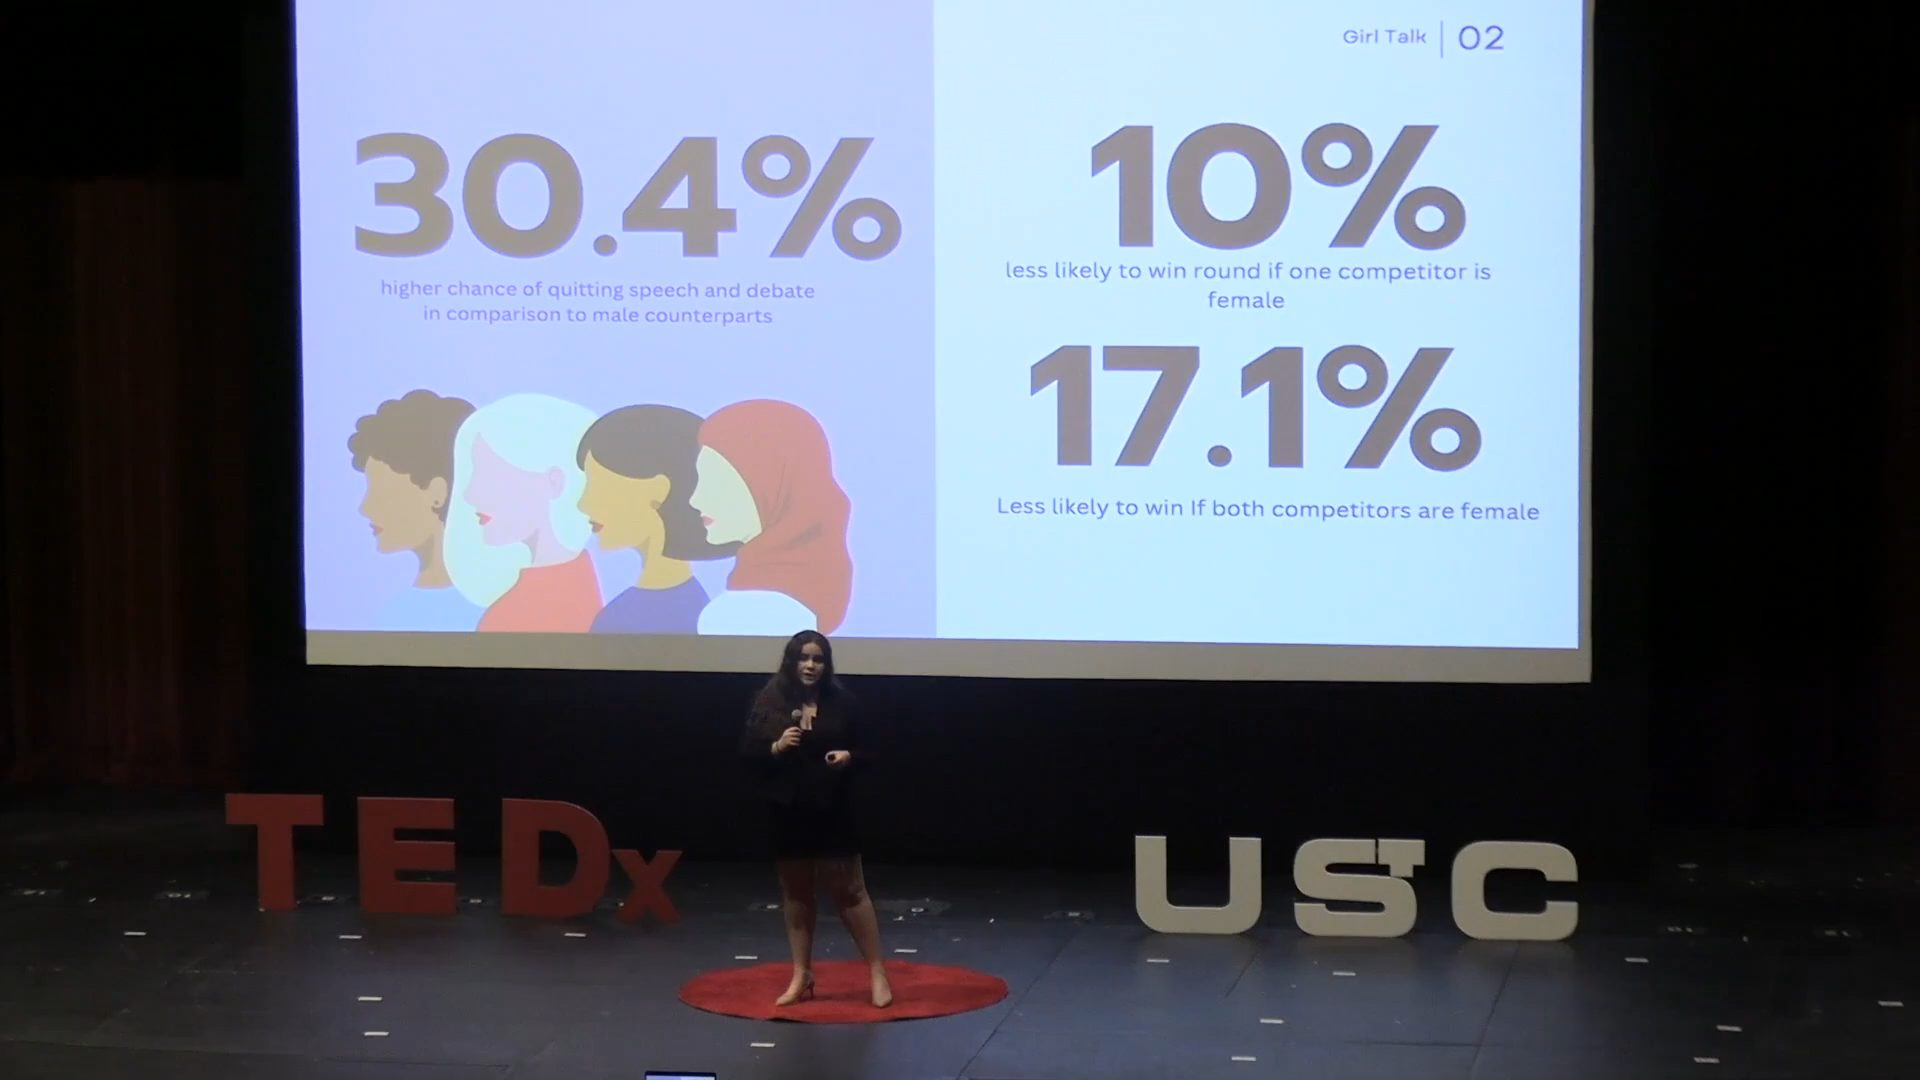 Girl Talk | 02
30.4%
higher chance of quitting speech and debate
in comparison to male counterparts
10%
less likely to win round if one competitor is
female
17.1%
Less likely to win If both competitors are female
TEDx
USC